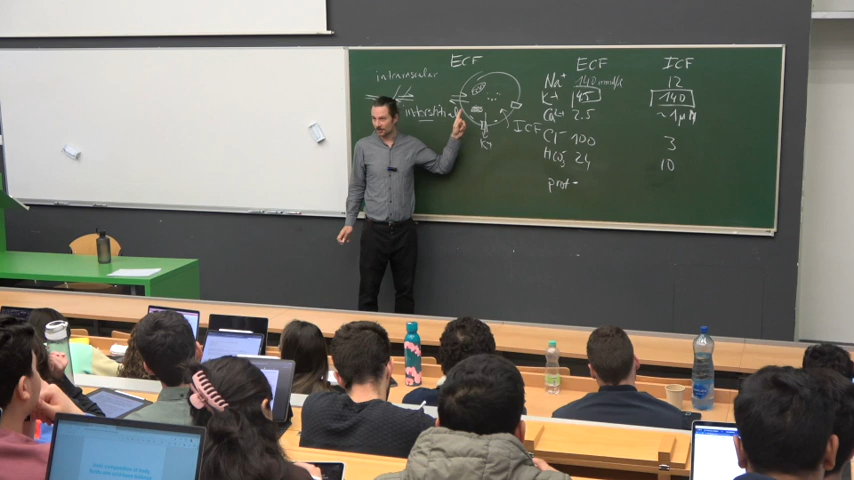 ECF
intravascular
interstitial
ICF
K+
ECF ICF
Na+ 140 mmol/l 12
K+ 4.5 140
Ca2+ 2.5 ~1μM
Cl- 100 3
HCO3- 24 10
prot-